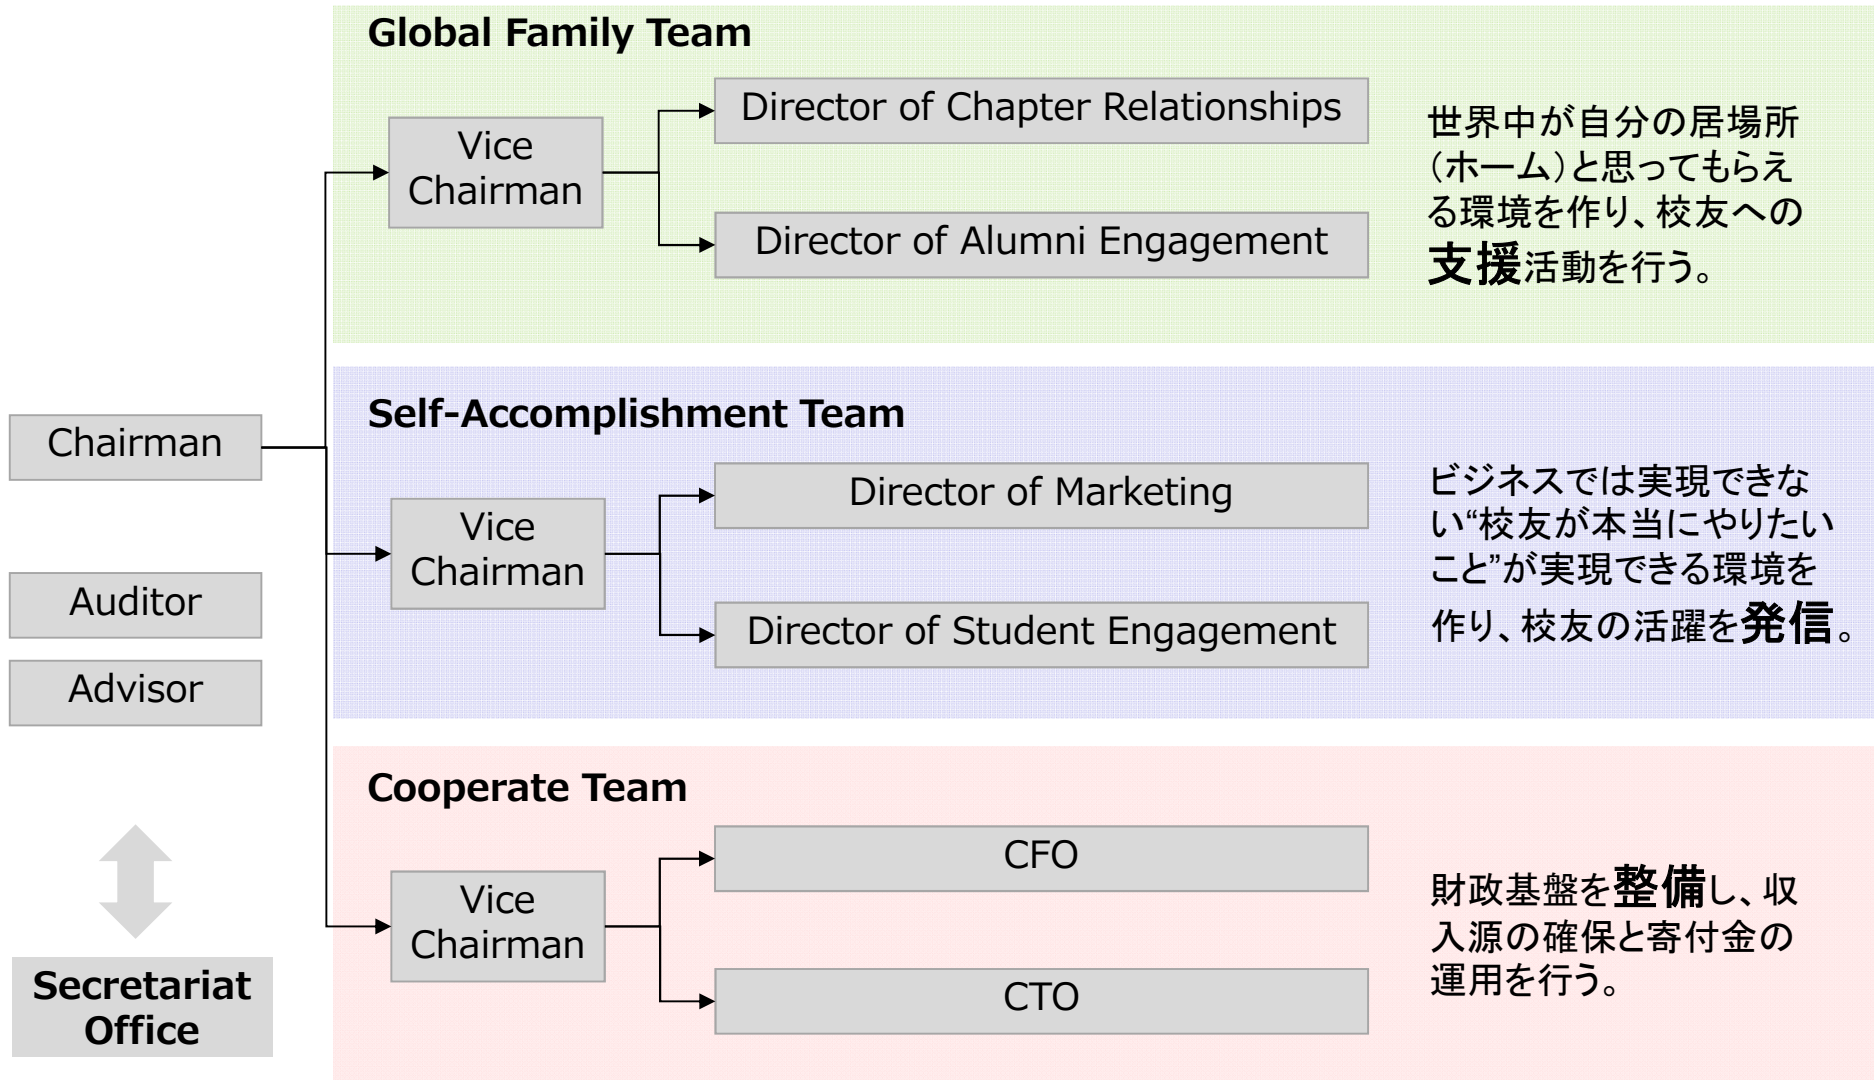 Global Family Team
Vice
Chairman
Director of Chapter Relationships
Director of Alumni Engagement
世界中が自分の居場所
（ホーム）と思ってもらえ
る環境を作り、校友への
支援活動を行う。
Chairman
Auditor
Advisor
Secretariat
Office
Self-Accomplishment Team
Vice
Chairman
Director of Marketing
Director of Student Engagement
ビジネスでは実現できな
い“校友が本当にやりたい
こと”が実現できる環境を
作り、校友の活躍を発信。
Cooperate Team
Vice
Chairman
CFO
CTO
財政基盤を整備し、収
入源の確保と寄付金の
運用を行う。